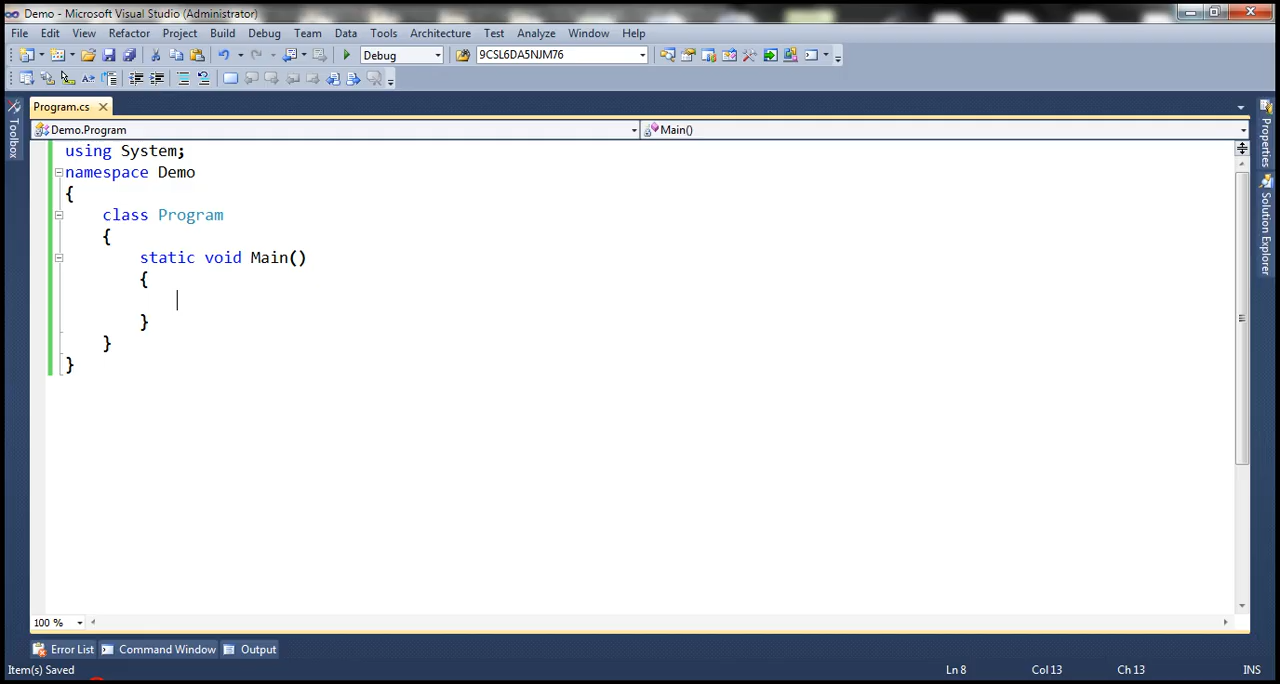 Demo - Microsoft Visual Studio (Administrator)
File Edit View Refactor Project Build Debug Team Data Tools Architecture Test Analyze Window Help
Debug 9CSL6DA5NJM76
Program.cs
Demo.Program Main()
Toolbox
Properties
Solution Explorer
using System;
namespace Demo
{
class Program
{
static void Main()
{
}
}
}
100 %
Error List Command Window Output
Item(s) Saved Ln 8 Col 13 Ch 13 INS